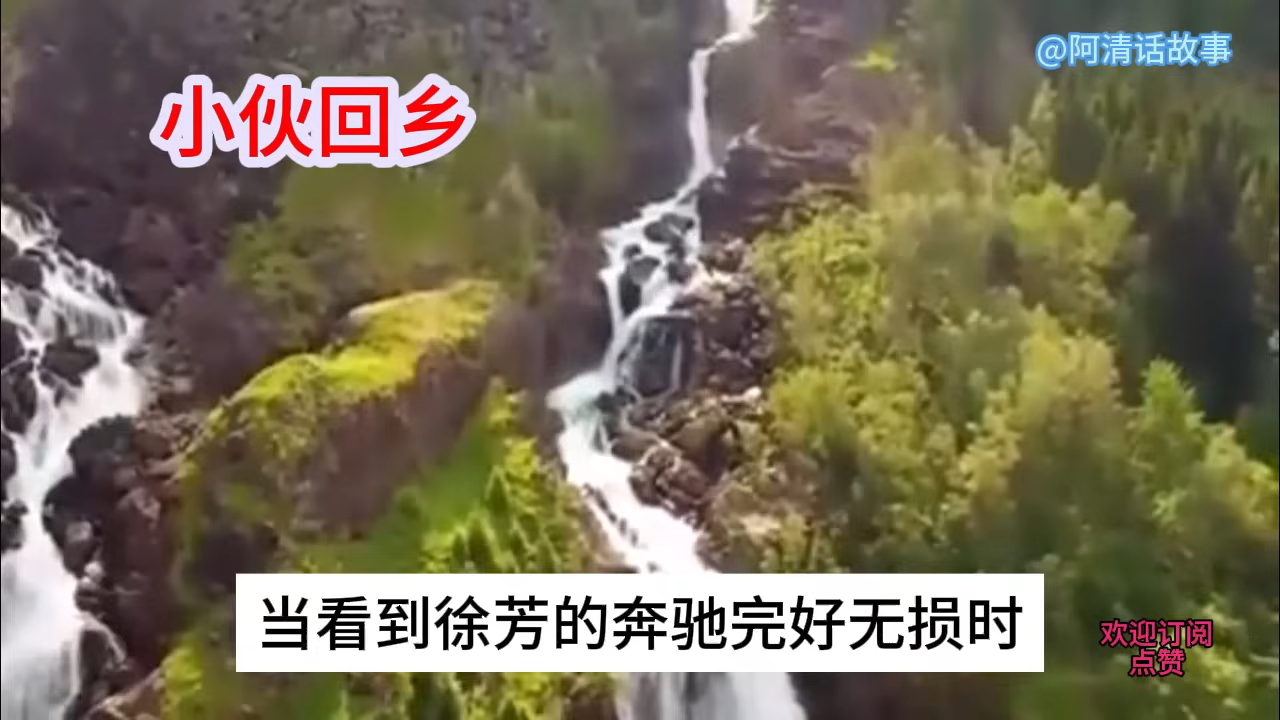 @阿清话故事
小伙回乡
当看到徐芳的奔驰完好无损时
欢迎订阅
点赞